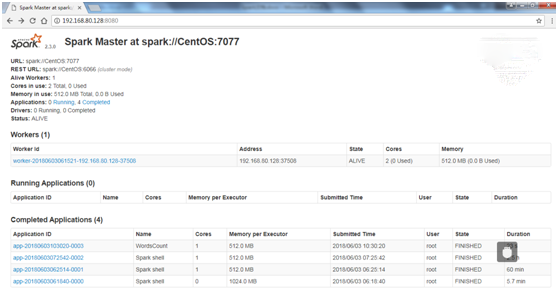 Spark Master at spark://C
192.168.80.128:8080
Spark 2.3.0 Spark Master at spark://CentOS:7077
URL: spark://CentOS:7077
REST URL: spark://CentOS:6066 (cluster mode)
Alive Workers: 1
Cores in use: 2 Total, 0 Used
Memory in use: 512.0 MB Total, 0.0 B Used
Applications: 0 Running, 4 Completed
Drivers: 0 Running, 0 Completed
Status: ALIVE
Workers (1)
Worker Id Address State Cores Memory
worker-20180603061521-192.168.80.128-37508 192.168.80.128:37508 ALIVE 2 (0 Used) 512.0 MB (0.0 B Used)
Running Applications (0)
Application ID Name Cores Memory per Executor Submitted Time User State Duration
Completed Applications (4)
Application ID Name Cores Memory per Executor Submitted Time User State Duration
app-20180603103020-0003 WordsCount 1 512.0 MB 2018/06/03 10:30:20 root FINISHED
app-20180603072542-0002 Spark shell 1 512.0 MB 2018/06/03 07:25:42 root FINISHED
app-20180603062514-0001 Spark shell 1 512.0 MB 2018/06/03 06:25:14 root FINISHED 60 min
app-20180603061840-0000 Spark shell 0 1024.0 MB 2018/06/03 06:18:40 root FINISHED 5.7 min